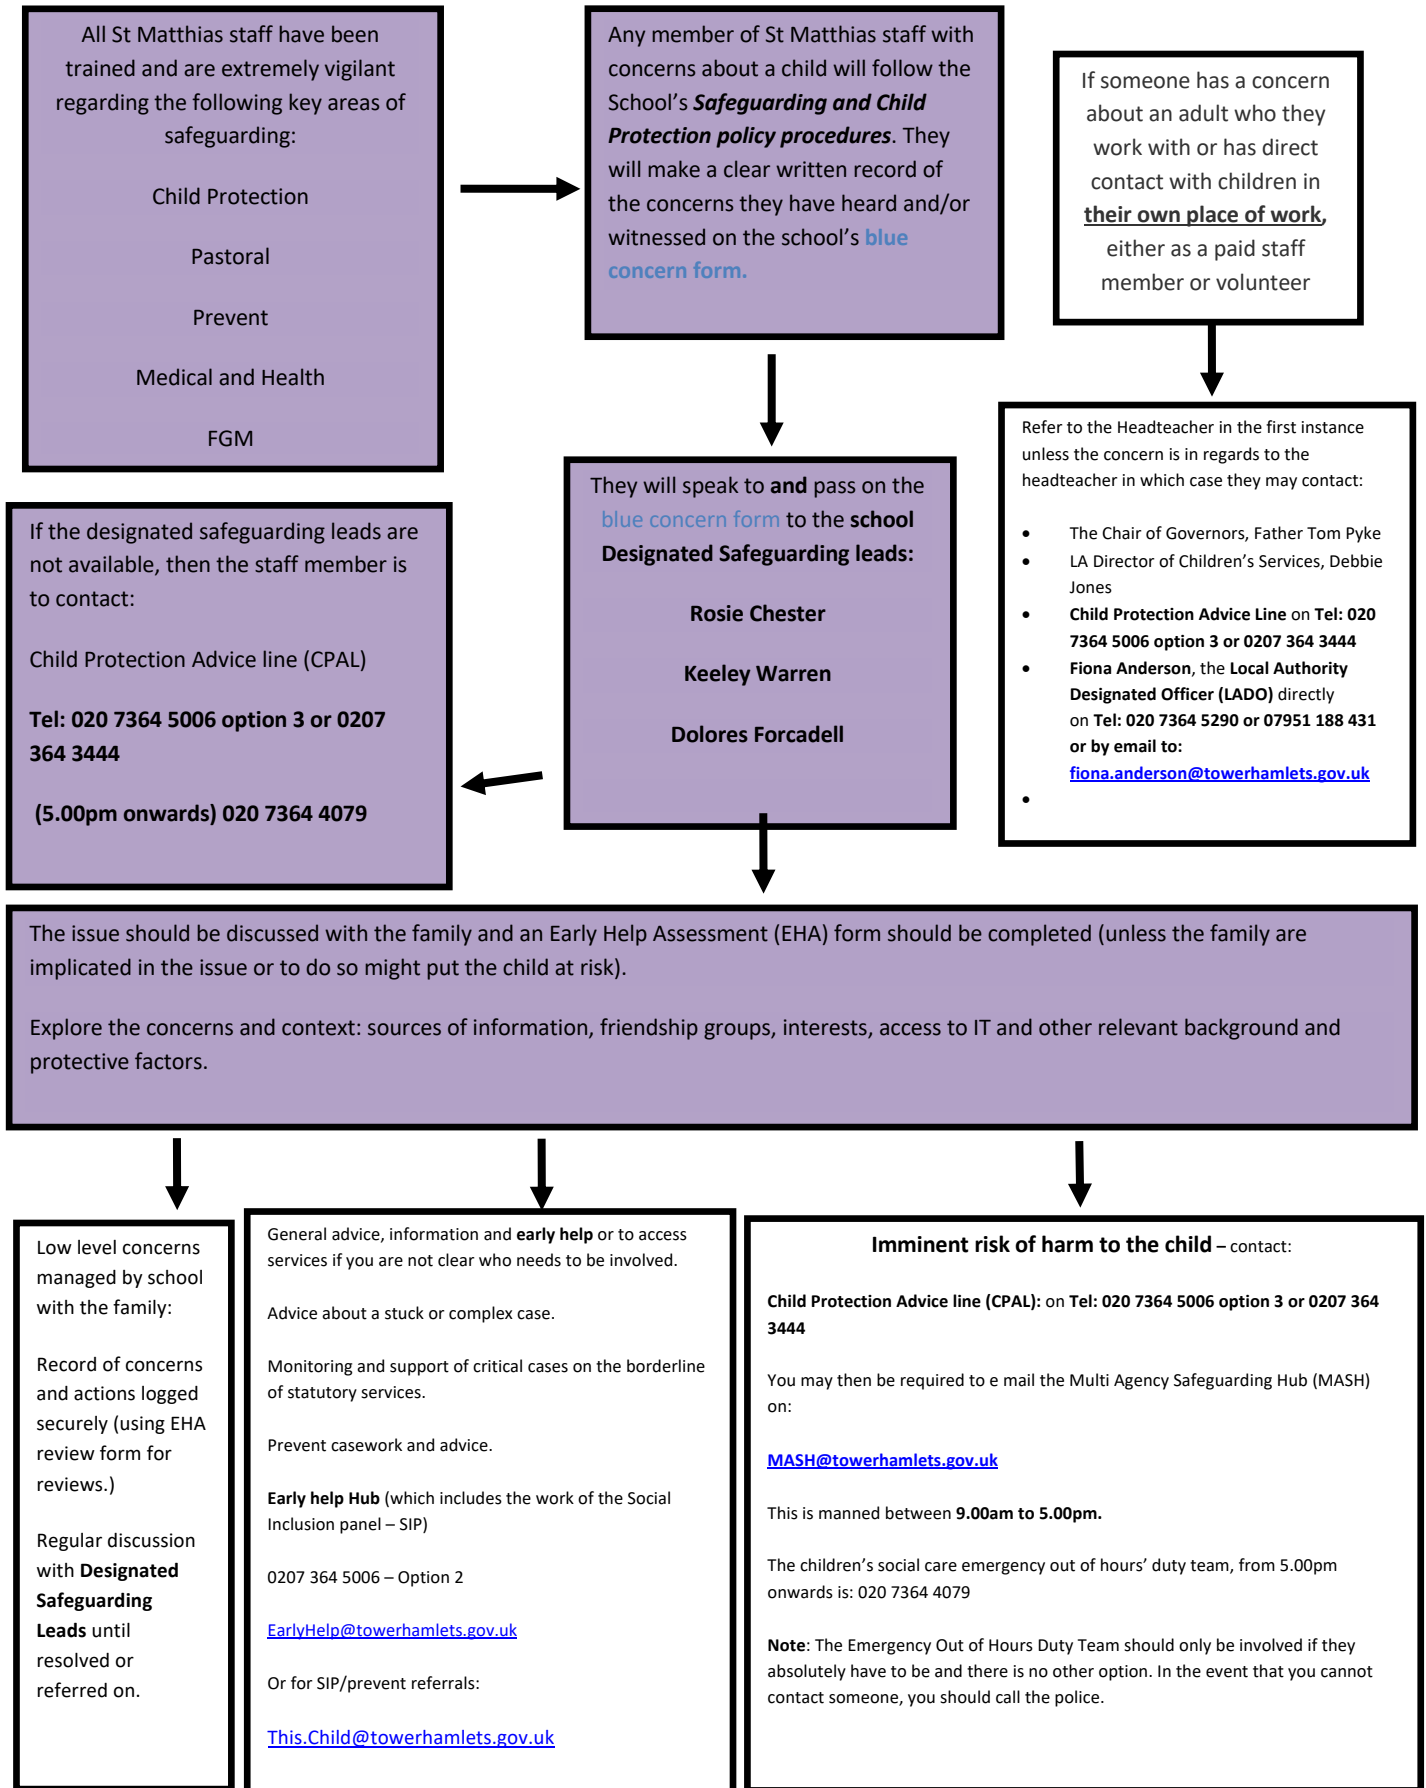 All St Matthias staff have been
trained and are extremely vigilant
regarding the following key areas of
safeguarding:
Child Protection
Pastoral
Prevent
Medical and Health
FGM
Any member of St Matthias staff with
concerns about a child will follow the
School’s Safeguarding and Child
Protection policy procedures. They
will make a clear written record of
the concerns they have heard and/or
witnessed on the school’s blue
concern form.
If someone has a concern
about an adult who they
work with or has direct
contact with children in
their own place of work,
either as a paid staff
member or volunteer
Refer to the Headteacher in the first instance
unless the concern is in regards to the
headteacher in which case they may contact:
• The Chair of Governors, Father Tom Pyke
• LA Director of Children’s Services, Debbie
Jones
• Child Protection Advice Line on Tel: 020
7364 5006 option 3 or 0207 364 3444
• Fiona Anderson, the Local Authority
Designated Officer (LADO) directly
on Tel: 020 7364 5290 or 07951 188 431
or by email to:
fiona.anderson@towerhamlets.gov.uk
•
They will speak to and pass on the
blue concern form to the school
Designated Safeguarding leads:
Rosie Chester
Keeley Warren
Dolores Forcadell
If the designated safeguarding leads are
not available, then the staff member is
to contact:
Child Protection Advice line (CPAL)
Tel: 020 7364 5006 option 3 or 0207
364 3444
(5.00pm onwards) 020 7364 4079
The issue should be discussed with the family and an Early Help Assessment (EHA) form should be completed (unless the family are
implicated in the issue or to do so might put the child at risk).
Explore the concerns and context: sources of information, friendship groups, interests, access to IT and other relevant background and
protective factors.
Low level concerns
managed by school
with the family:
Record of concerns
and actions logged
securely (using EHA
review form for
reviews.)
Regular discussion
with Designated
Safeguarding
Leads until
resolved or
referred on.
General advice, information and early help or to access
services if you are not clear who needs to be involved.
Advice about a stuck or complex case.
Monitoring and support of critical cases on the borderline
of statutory services.
Prevent casework and advice.
Early help Hub (which includes the work of the Social
Inclusion panel – SIP)
0207 364 5006 – Option 2
EarlyHelp@towerhamlets.gov.uk
Or for SIP/prevent referrals:
This.Child@towerhamlets.gov.uk
Imminent risk of harm to the child – contact:
Child Protection Advice line (CPAL): on Tel: 020 7364 5006 option 3 or 0207 364
3444
You may then be required to e mail the Multi Agency Safeguarding Hub (MASH)
on:
MASH@towerhamlets.gov.uk
This is manned between 9.00am to 5.00pm.
The children’s social care emergency out of hours’ duty team, from 5.00pm
onwards is: 020 7364 4079
Note: The Emergency Out of Hours Duty Team should only be involved if they
absolutely have to be and there is no other option. In the event that you cannot
contact someone, you should call the police.